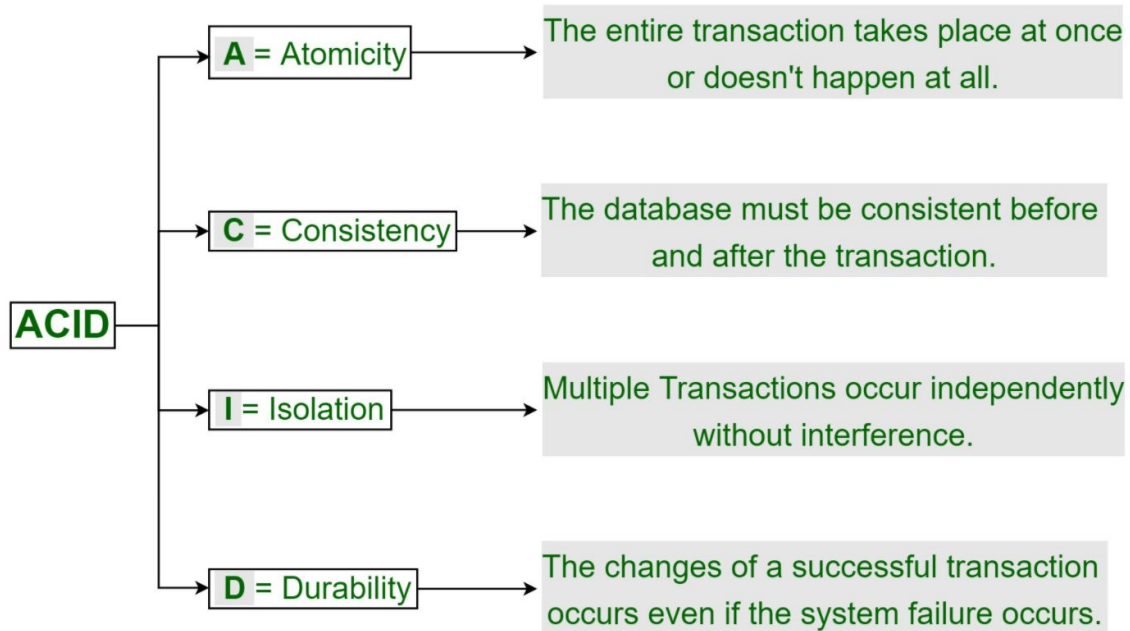 A = Atomicity
The entire transaction takes place at once
or doesn't happen at all.
C = Consistency
The database must be consistent before
and after the transaction.
ACID
I = Isolation
Multiple Transactions occur independently
without interference.
D = Durability
The changes of a successful transaction
occurs even if the system failure occurs.